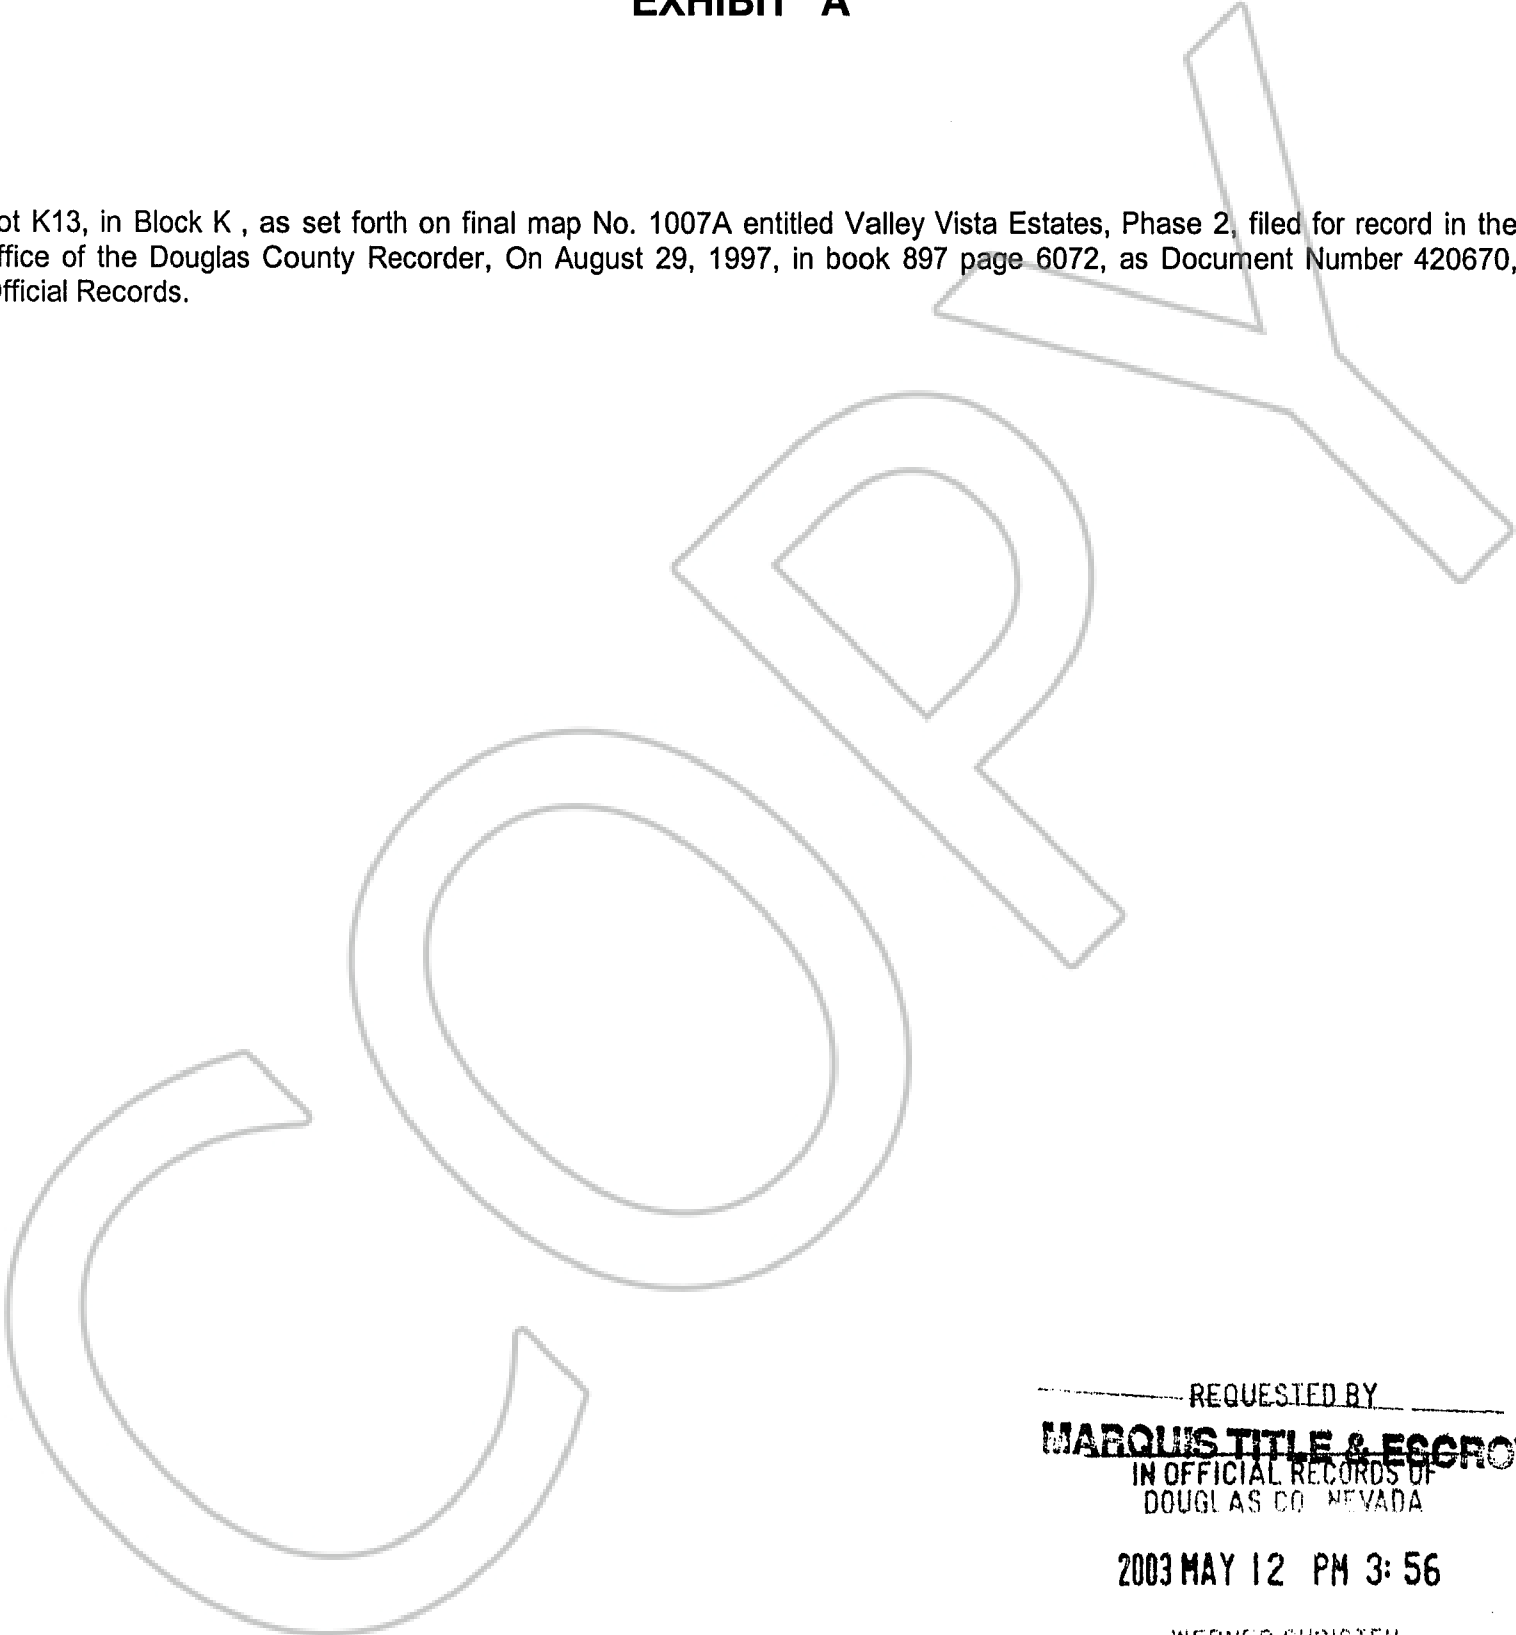 EXHIBIT A
ot K13, in Block K , as set forth on final map No. 1007A entitled Valley Vista Estates, Phase 2, filed for record in the
ffice of the Douglas County Recorder, On August 29, 1997, in book 897 page 6072, as Document Number 420670,
fficial Records.
COPY
REQUESTED BY
MARQUIS TITLE & ESCRO
IN OFFICIAL RECORDS OF
DOUGLAS CO NEVADA
2003 MAY 12 PM 3: 56